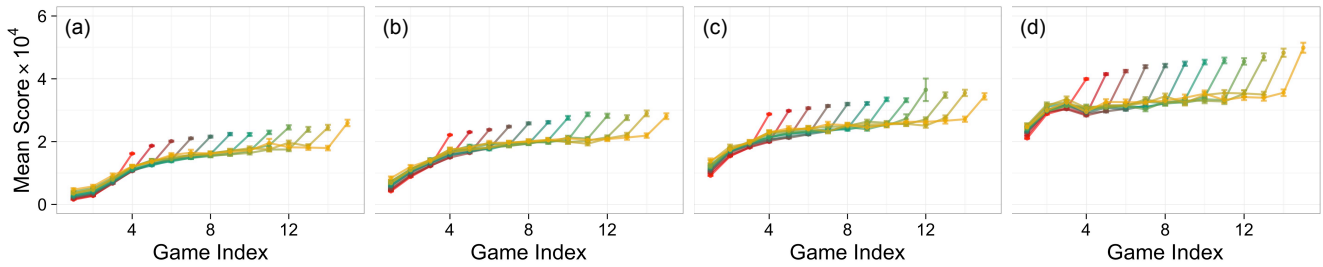 (a) (b) (c) (d)
Mean Score × 10⁴
6
4
2
0
4 8 12 4 8 12 4 8 12 4 8 12
Game Index Game Index Game Index Game Index